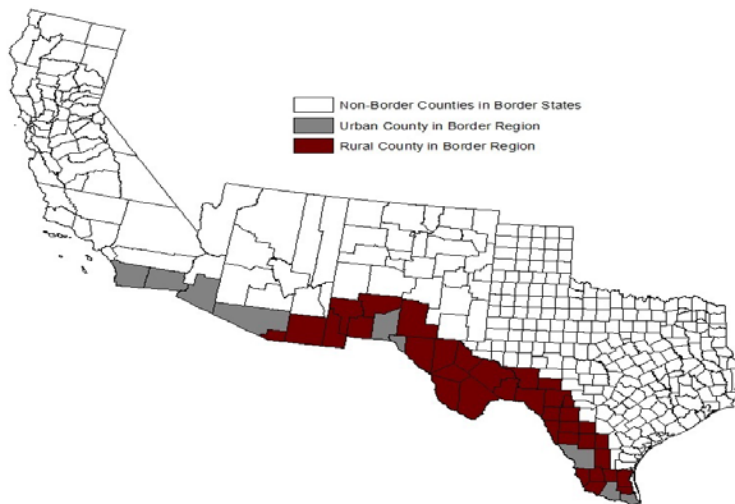 Non-Border Counties in Border States
Urban County in Border Region
Rural County in Border Region